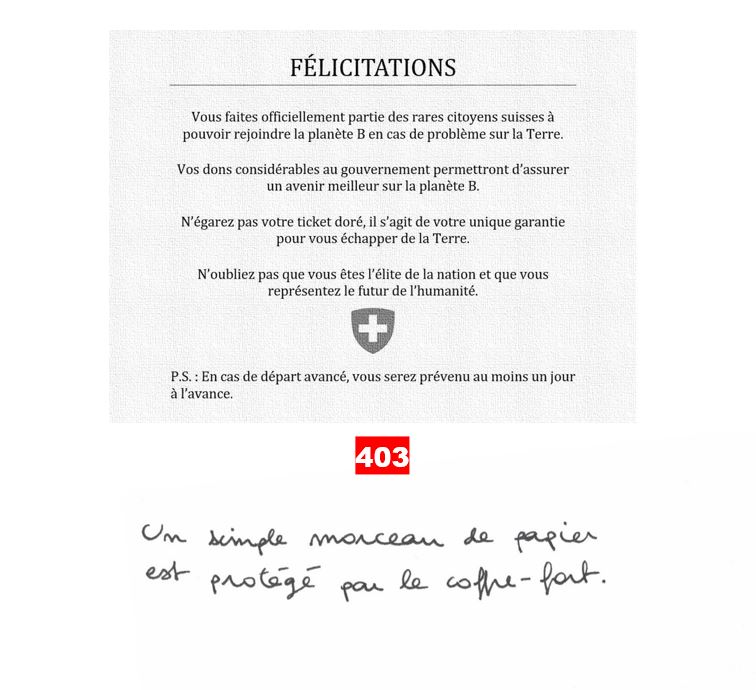 FÉLICITATIONS
Vous faites officiellement partie des rares citoyens suisses à
pouvoir rejoindre la planète B en cas de problème sur la Terre.
Vos dons considérables au gouvernement permettront d’assurer
un avenir meilleur sur la planète B.
N’égarez pas votre ticket doré, il s’agit de votre unique garantie
pour vous échapper de la Terre.
N’oubliez pas que vous êtes l’élite de la nation et que vous
représentez le futur de l’humanité.
P.S. : En cas de départ avancé, vous serez prévenu au moins un jour
à l’avance.
403
Un simple morceau de papier
est protégé par le coffre-fort.